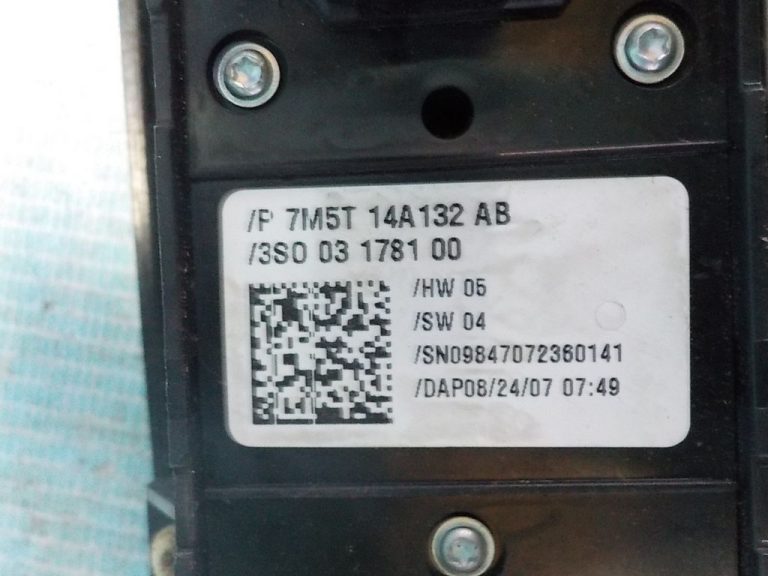 /P 7M5T 14A132 AB
/3S0 03 1781 00
/HW 05
/SW 04
/SN09847072360141
/DAP08/24/07 07:49